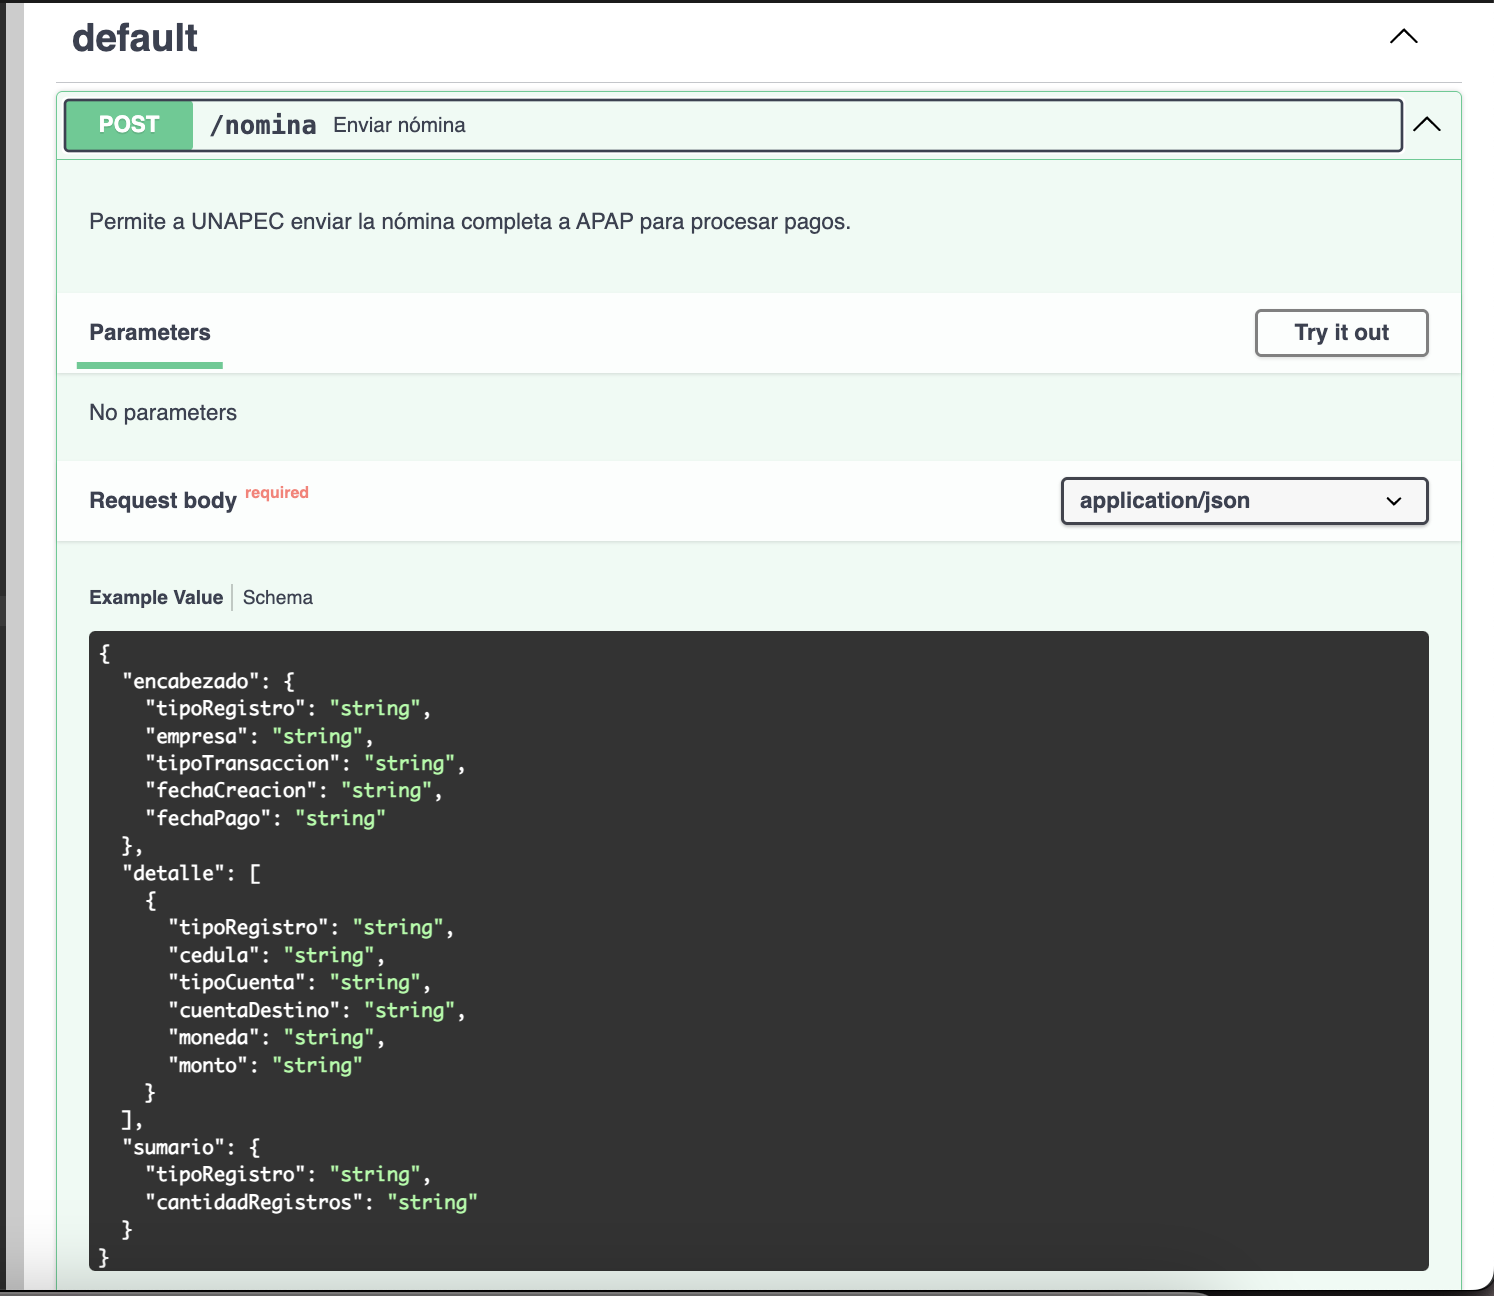 default
POST /nomina Enviar nómina
Permite a UNAPEC enviar la nómina completa a APAP para procesar pagos.
Parameters Try it out
No parameters
Request body required application/json
Example Value Schema
{
  "encabezado": {
    "tipoRegistro": "string",
    "empresa": "string",
    "tipoTransaccion": "string",
    "fechaCreacion": "string",
    "fechaPago": "string"
  },
  "detalle": [
    {
      "tipoRegistro": "string",
      "cedula": "string",
      "tipoCuenta": "string",
      "cuentaDestino": "string",
      "moneda": "string",
      "monto": "string"
    }
  ],
  "sumario": {
    "tipoRegistro": "string",
    "cantidadRegistros": "string"
  }
}